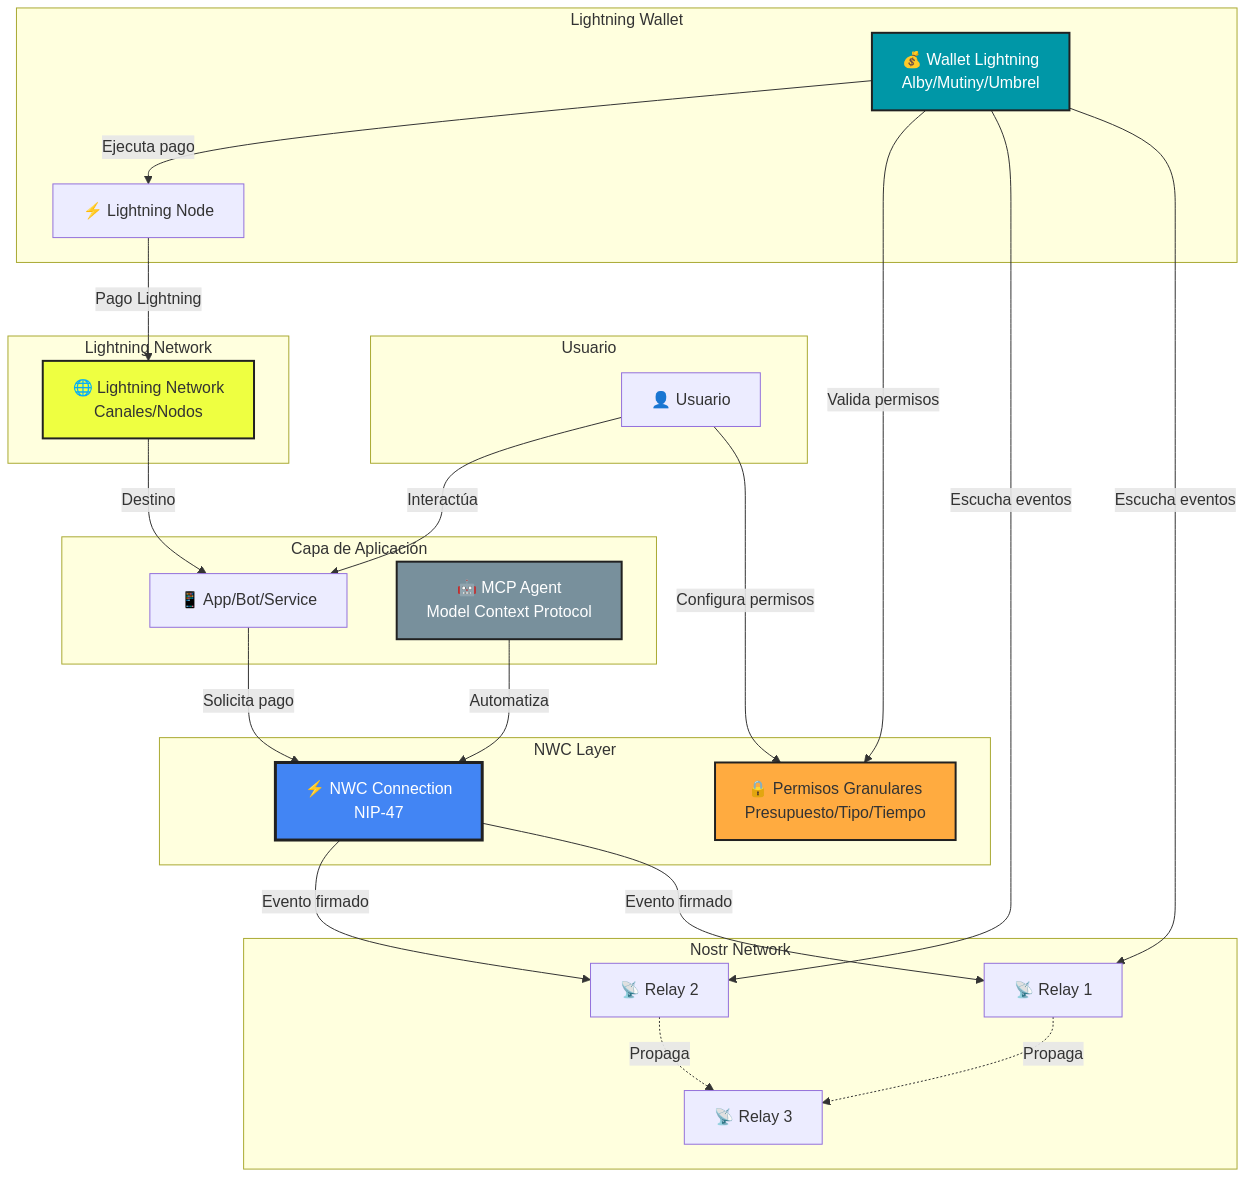 Lightning Wallet
💰 Wallet Lightning
Alby/Mutiny/Umbrel
Ejecuta pago
⚡ Lightning Node
Pago Lightning
Lightning Network
🌐 Lightning Network
Canales/Nodos
Usuario
👤 Usuario
Valida permisos
Destino
Interactúa
Escucha eventos
Escucha eventos
Capa de Aplicación
📱 App/Bot/Service
🤖 MCP Agent
Model Context Protocol
Configura permisos
Solicita pago
Automatiza
NWC Layer
⚡ NWC Connection
NIP-47
🔒 Permisos Granulares
Presupuesto/Tipo/Tiempo
Evento firmado
Evento firmado
Nostr Network
📡 Relay 2
📡 Relay 1
Propaga
Propaga
📡 Relay 3